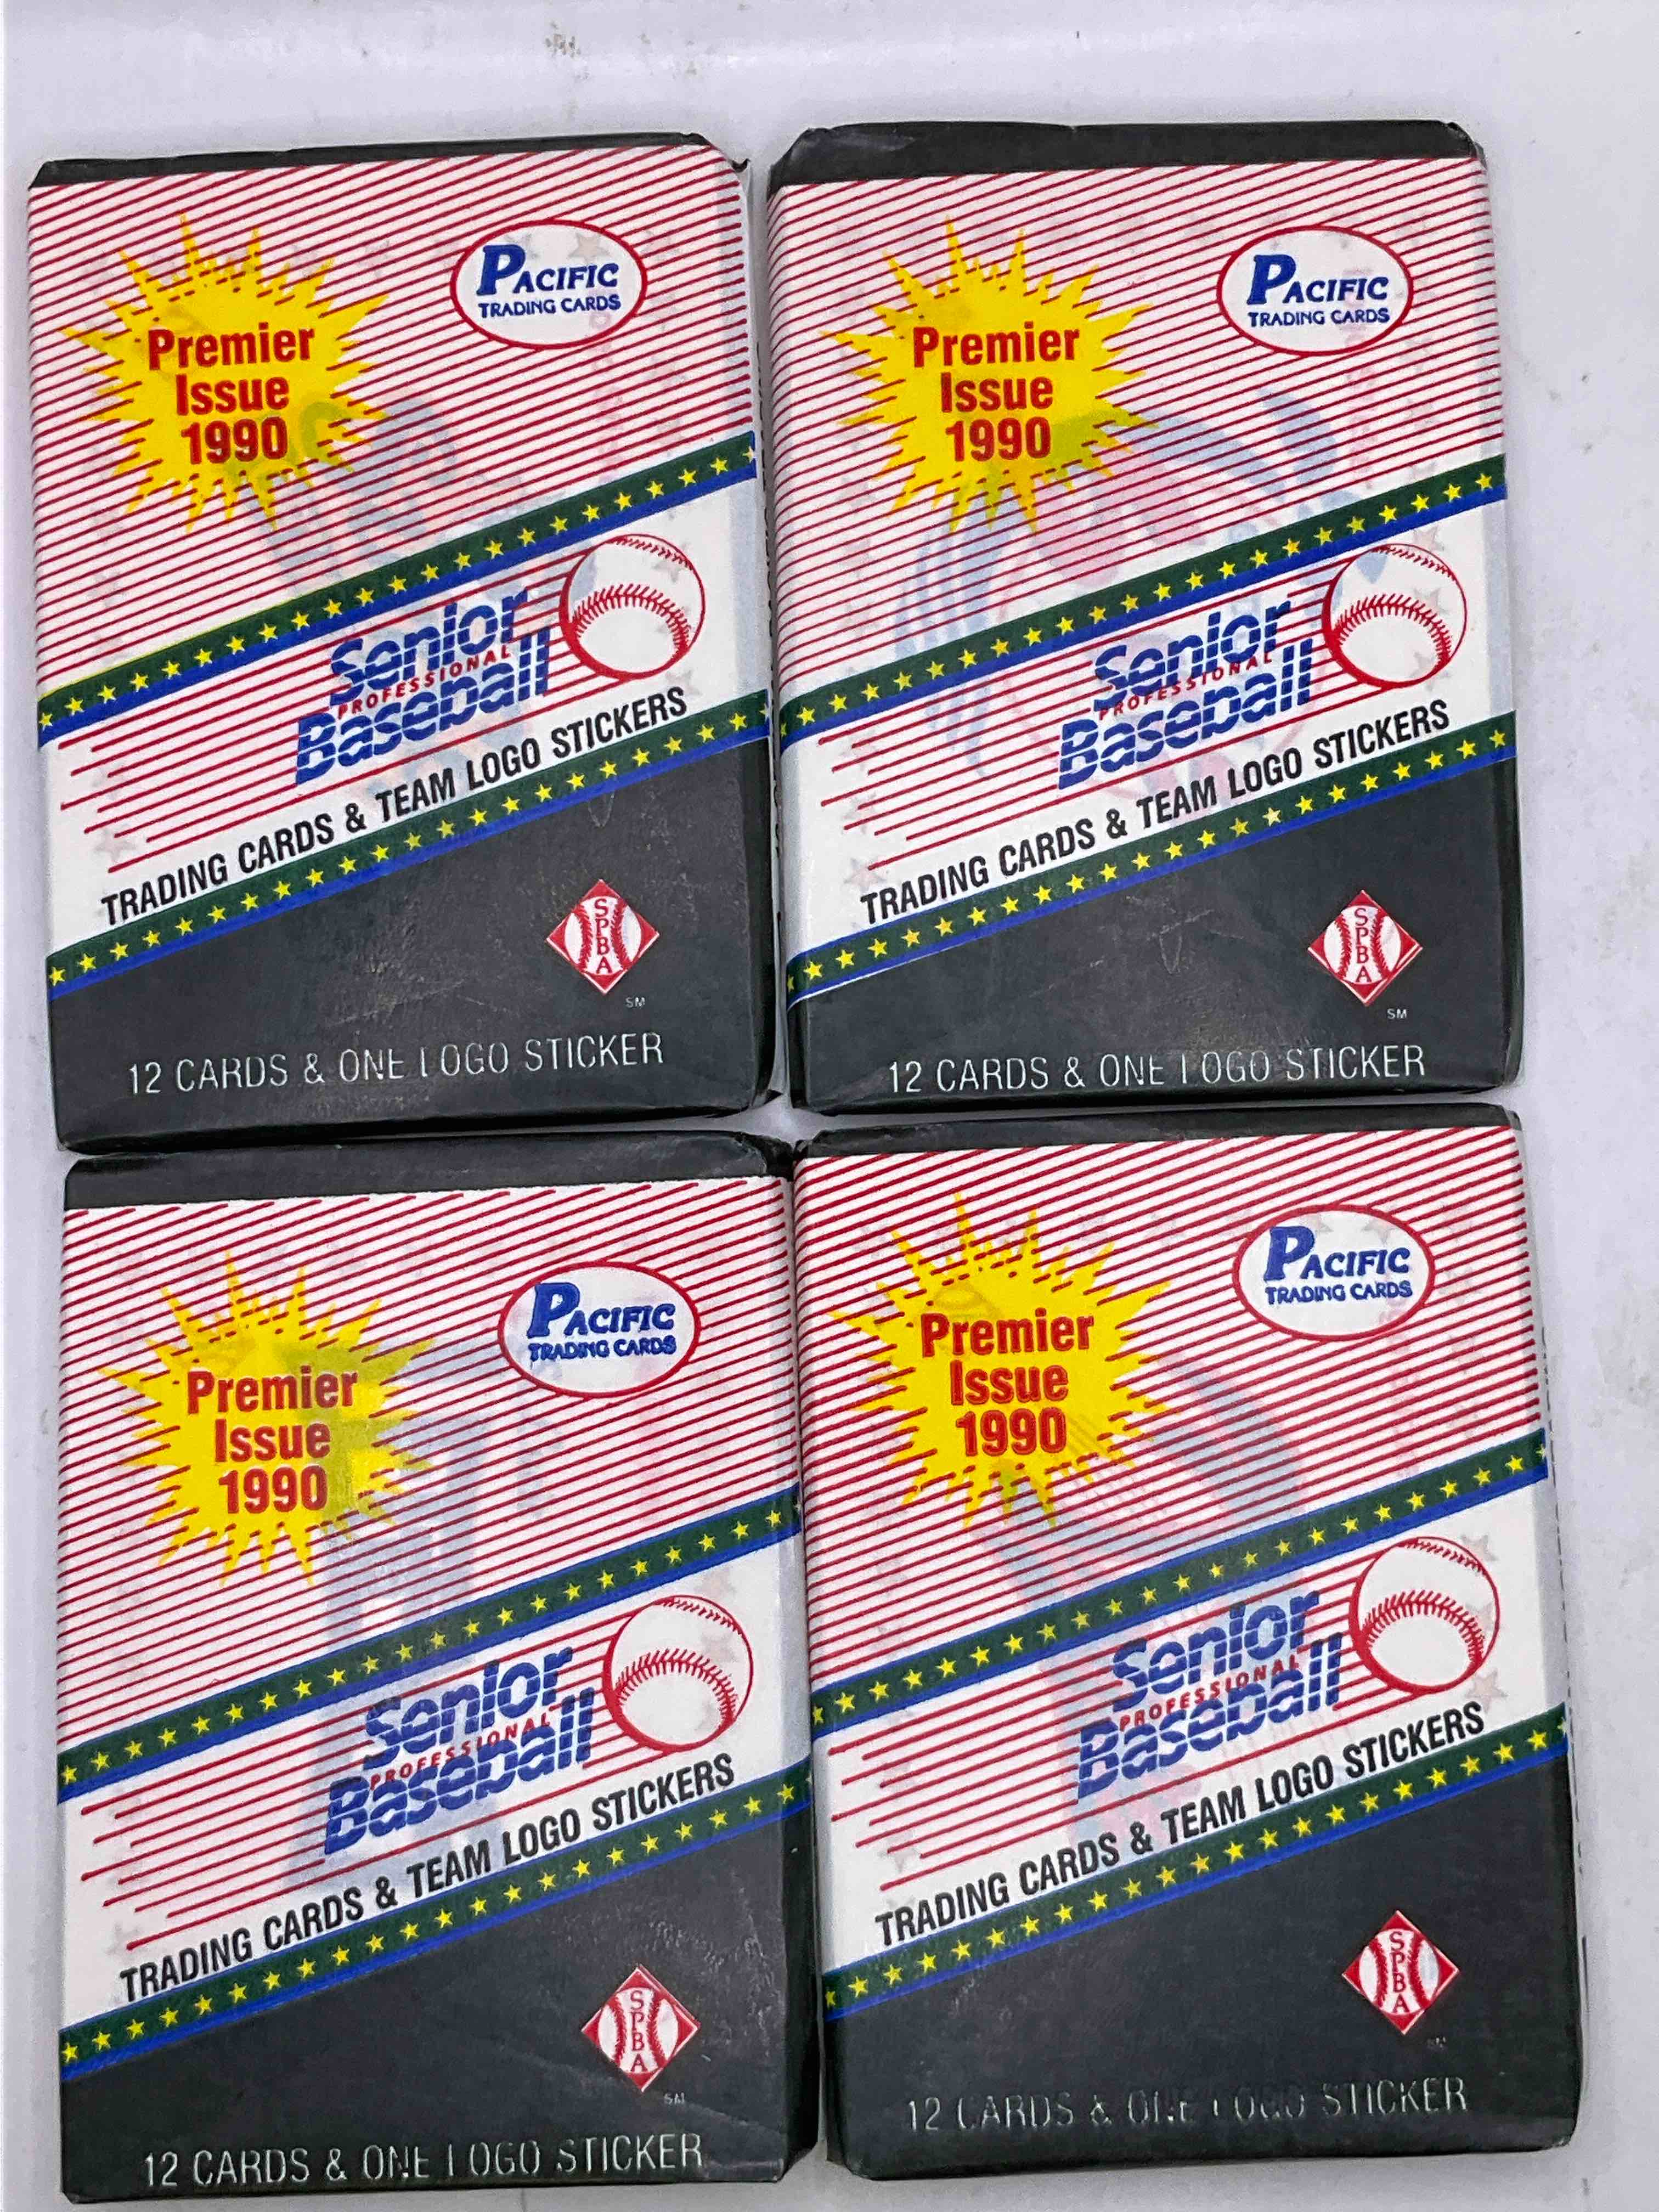 Premier
Issue
1990
PACIFIC
TRADING CARDS
Senior
PROFESSIONAL
Baseball
TRADING CARDS & TEAM LOGO STICKERS
SPBA
SM
12 CARDS & ONE LOGO STICKER
Premier
Issue
1990
PACIFIC
TRADING CARDS
Senior
PROFESSIONAL
Baseball
TRADING CARDS & TEAM LOGO STICKERS
SPBA
SM
12 CARDS & ONE LOGO STICKER
Premier
Issue
1990
PACIFIC
TRADING CARDS
Senior
PROFESSIONAL
Baseball
TRADING CARDS & TEAM LOGO STICKERS
SPBA
SM
12 CARDS & ONE LOGO STICKER
Premier
Issue
1990
PACIFIC
TRADING CARDS
Senior
PROFESSIONAL
Baseball
TRADING CARDS & TEAM LOGO STICKERS
SPBA
SM
12 CARDS & ONE LOGO STICKER